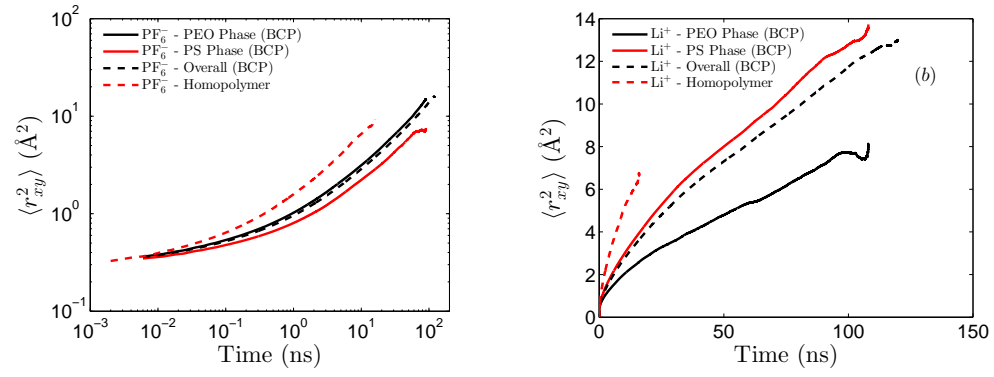 PF₆⁻ - PEO Phase (BCP)
PF₆⁻ - PS Phase (BCP)
PF₆⁻ - Overall (BCP)
PF₆⁻ - Homopolymer
10²
10¹
10⁰
10⁻¹
⟨r²xy⟩ (Å²)
10⁻³ 10⁻² 10⁻¹ 10⁰ 10¹ 10²
Time (ns)
Li⁺ - PEO Phase (BCP)
Li⁺ - PS Phase (BCP)
Li⁺ - Overall (BCP)
Li⁺ - Homopolymer
(b)
14
12
10
8
6
4
2
0
⟨r²xy⟩ (Å²)
0 50 100 150
Time (ns)